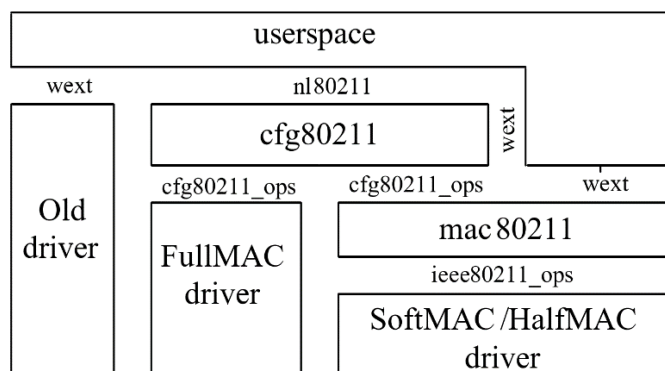 userspace
wext
nl80211
wext
cfg80211
cfg80211_ops
cfg80211_ops
wext
Old
driver
FullMAC
driver
mac80211
ieee80211_ops
SoftMAC/HalfMAC
driver